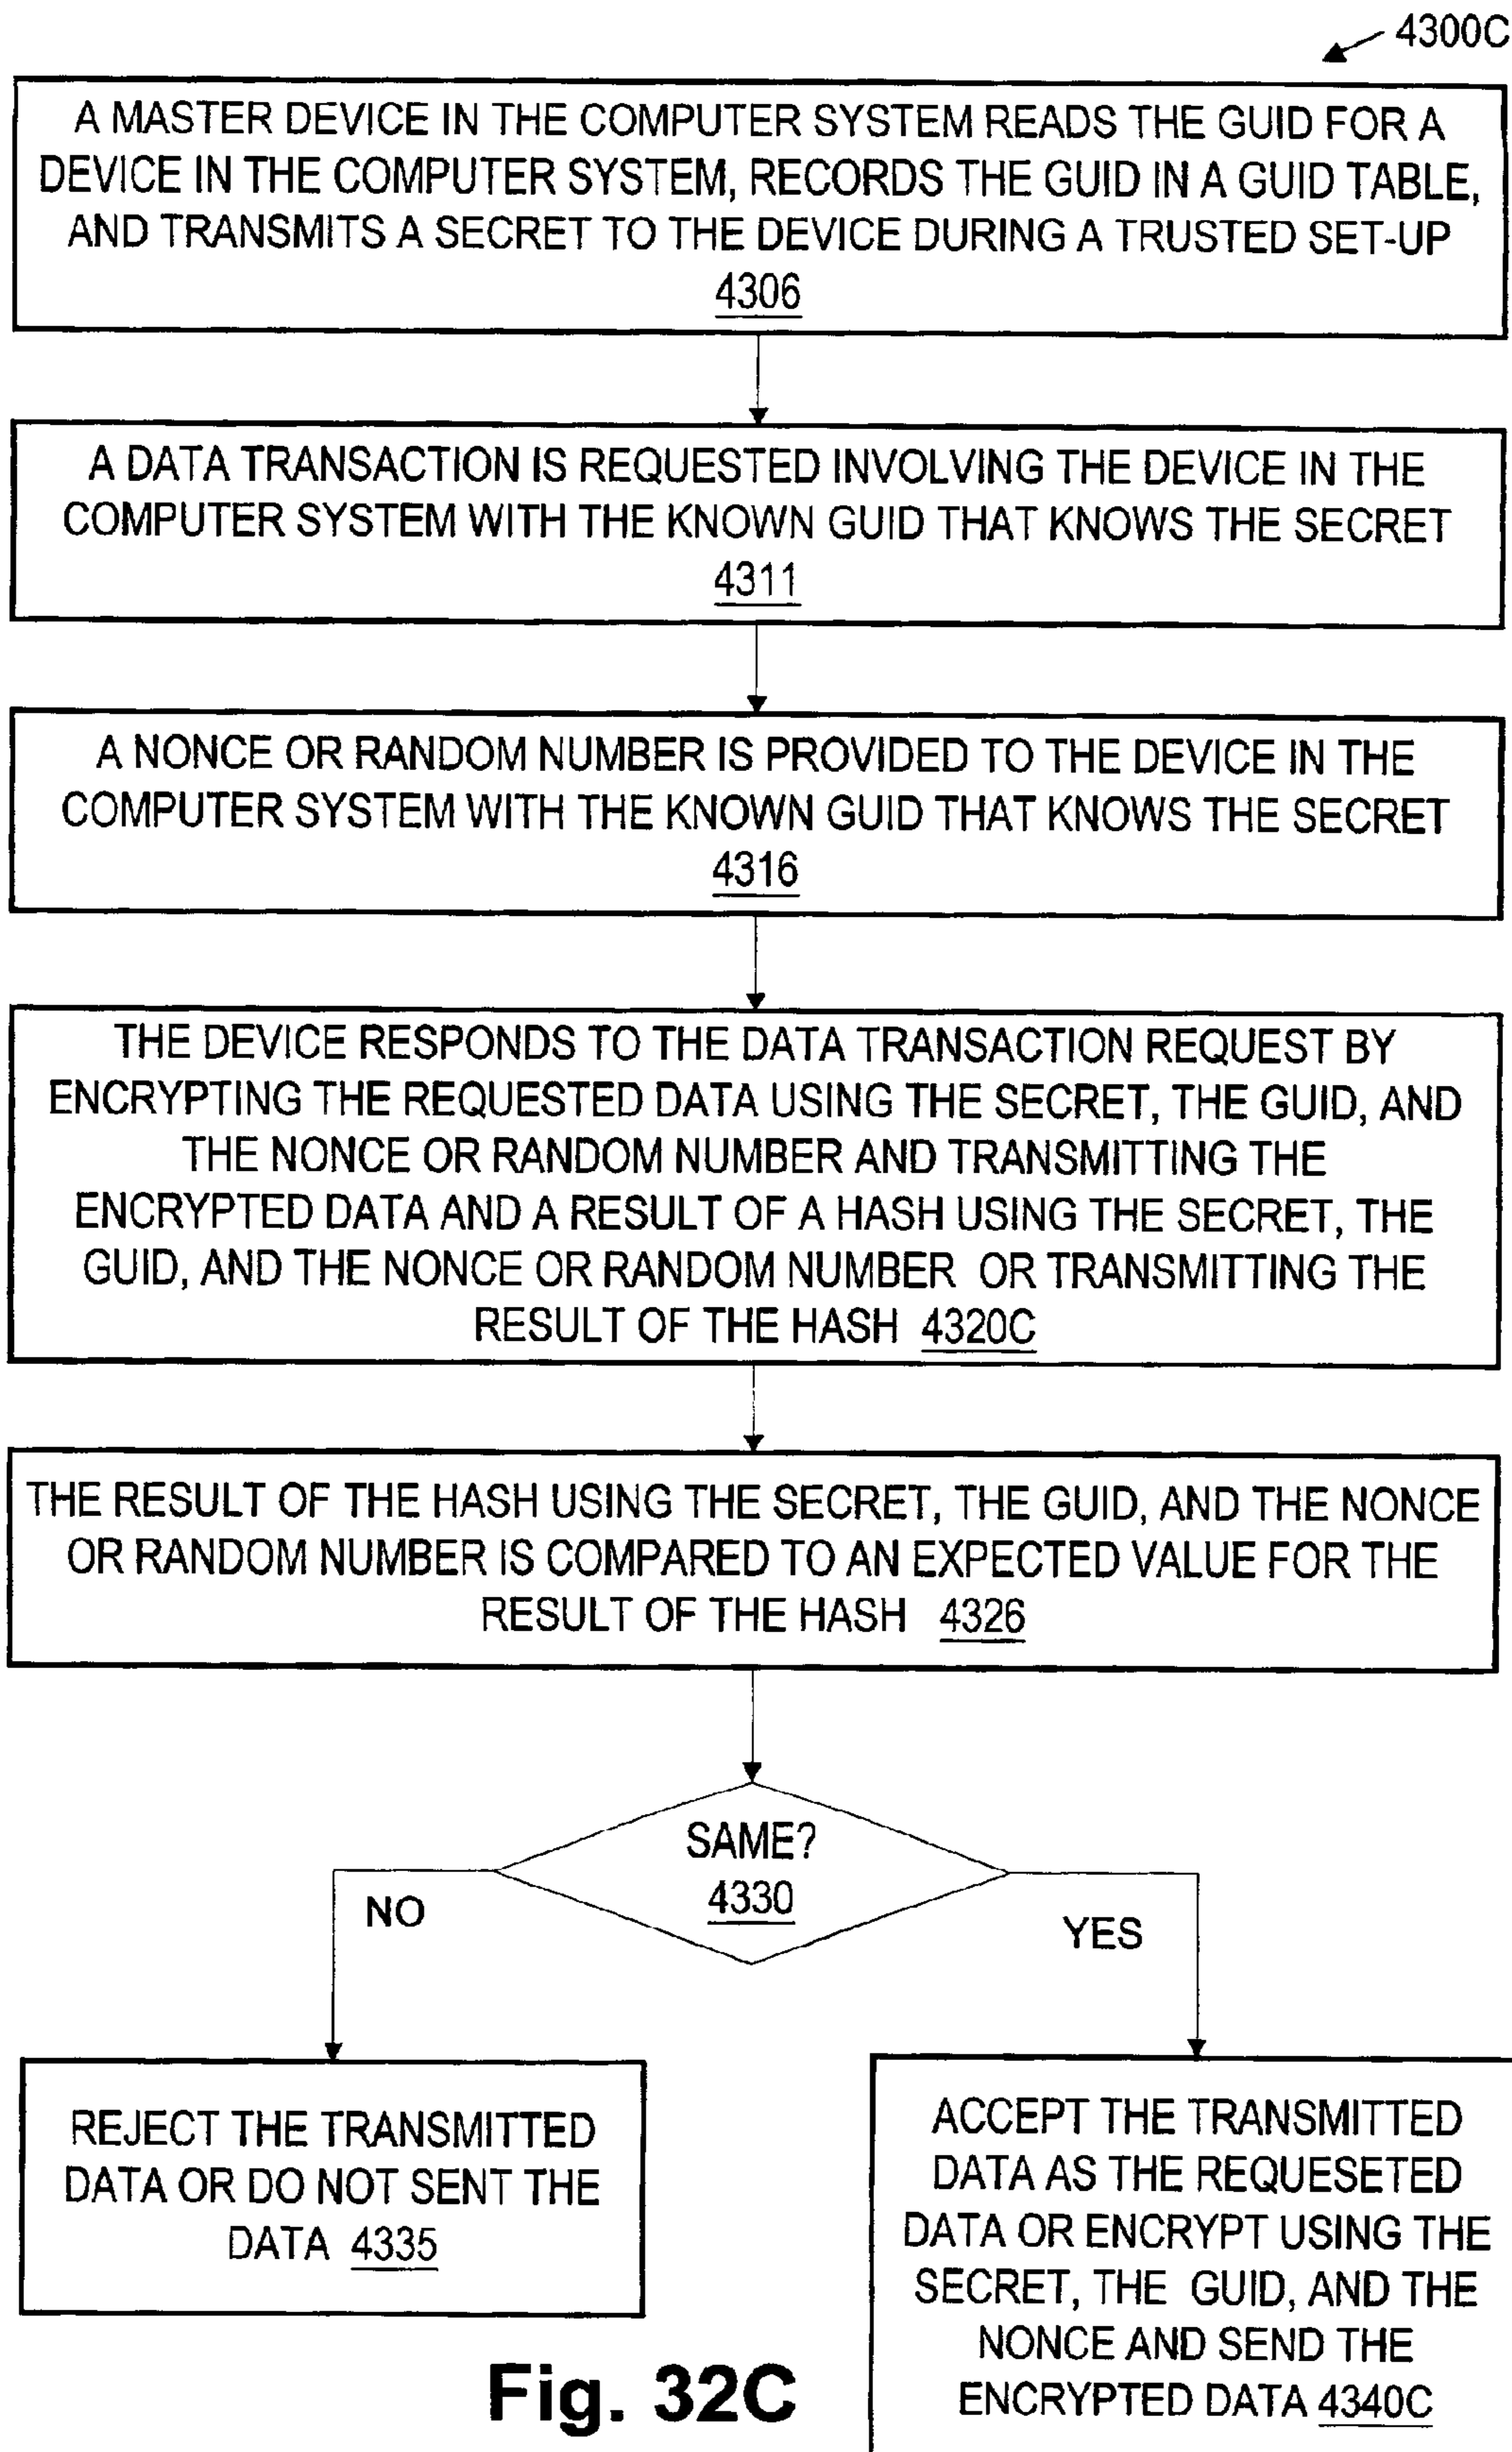 4300C
A MASTER DEVICE IN THE COMPUTER SYSTEM READS THE GUID FOR A
DEVICE IN THE COMPUTER SYSTEM, RECORDS THE GUID IN A GUID TABLE,
AND TRANSMITS A SECRET TO THE DEVICE DURING A TRUSTED SET-UP
4306
A DATA TRANSACTION IS REQUESTED INVOLVING THE DEVICE IN THE
COMPUTER SYSTEM WITH THE KNOWN GUID THAT KNOWS THE SECRET
4311
A NONCE OR RANDOM NUMBER IS PROVIDED TO THE DEVICE IN THE
COMPUTER SYSTEM WITH THE KNOWN GUID THAT KNOWS THE SECRET
4316
THE DEVICE RESPONDS TO THE DATA TRANSACTION REQUEST BY
ENCRYPTING THE REQUESTED DATA USING THE SECRET, THE GUID, AND
THE NONCE OR RANDOM NUMBER AND TRANSMITTING THE
ENCRYPTED DATA AND A RESULT OF A HASH USING THE SECRET, THE
GUID, AND THE NONCE OR RANDOM NUMBER OR TRANSMITTING THE
RESULT OF THE HASH 4320C
THE RESULT OF THE HASH USING THE SECRET, THE GUID, AND THE NONCE
OR RANDOM NUMBER IS COMPARED TO AN EXPECTED VALUE FOR THE
RESULT OF THE HASH 4326
SAME?
4330
NO
YES
REJECT THE TRANSMITTED
DATA OR DO NOT SENT THE
DATA 4335
ACCEPT THE TRANSMITTED
DATA AS THE REQUESETED
DATA OR ENCRYPT USING THE
SECRET, THE GUID, AND THE
NONCE AND SEND THE
ENCRYPTED DATA 4340C
Fig. 32C